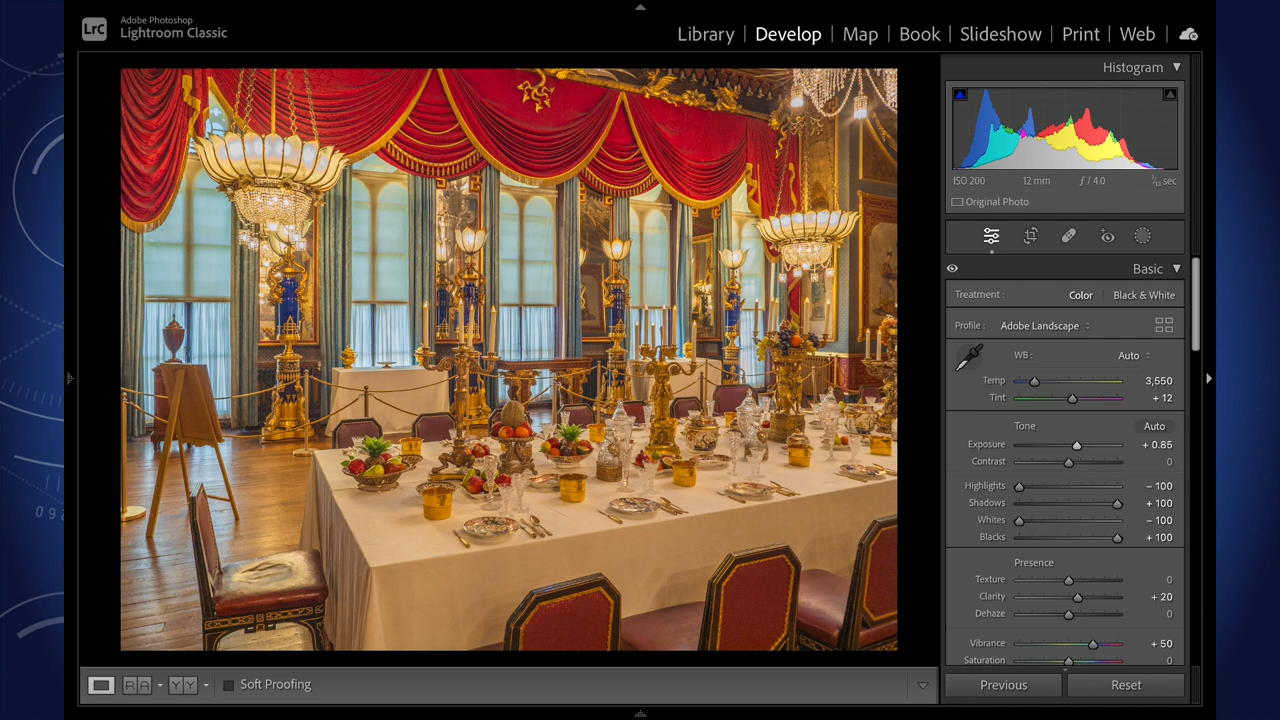 LrC
Adobe Photoshop
Lightroom Classic
Library | Develop | Map | Book | Slideshow | Print | Web
Histogram
ISO 200 12 mm ƒ / 4.0 1/13 sec
Original Photo
Basic
Treatment : Color Black & White
Profile : Adobe Landscape
WB : Auto
Temp 3,550
Tint + 12
Tone Auto
Exposure + 0.85
Contrast 0
Highlights – 100
Shadows + 100
Whites – 100
Blacks + 100
Presence
Texture 0
Clarity + 20
Dehaze 0
Vibrance + 50
Saturation 0
R A Y Y Soft Proofing
Previous Reset